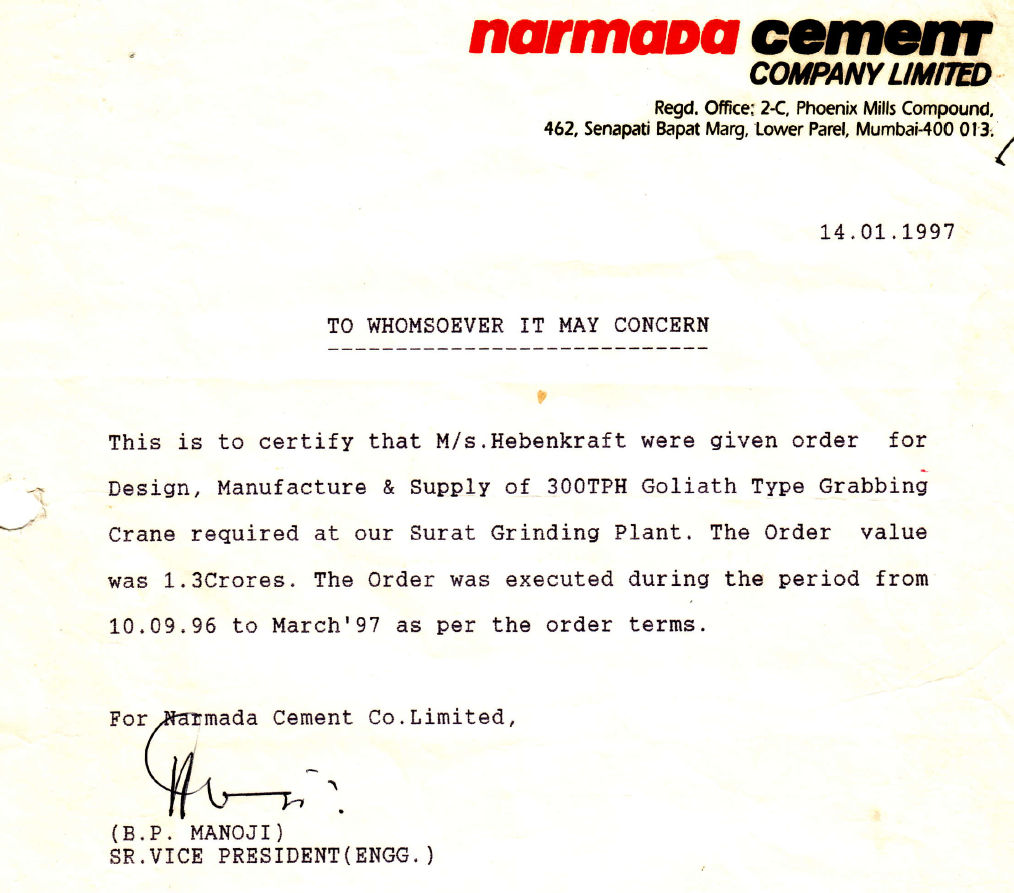 narmada cement
COMPANY LIMITED
Regd. Office: 2-C, Phoenix Mills Compound,
462, Senapati Bapat Marg, Lower Parel, Mumbai-400 013.
14.01.1997
TO WHOMSOEVER IT MAY CONCERN
This is to certify that M/s.Hebenkraft were given order for
Design, Manufacture & Supply of 300TPH Goliath Type Grabbing
Crane required at our Surat Grinding Plant. The Order value
was 1.3Crores. The Order was executed during the period from
10.09.96 to March'97 as per the order terms.
For Narmada Cement Co.Limited,
(B.P. MANOJI)
SR.VICE PRESIDENT(ENGG.)